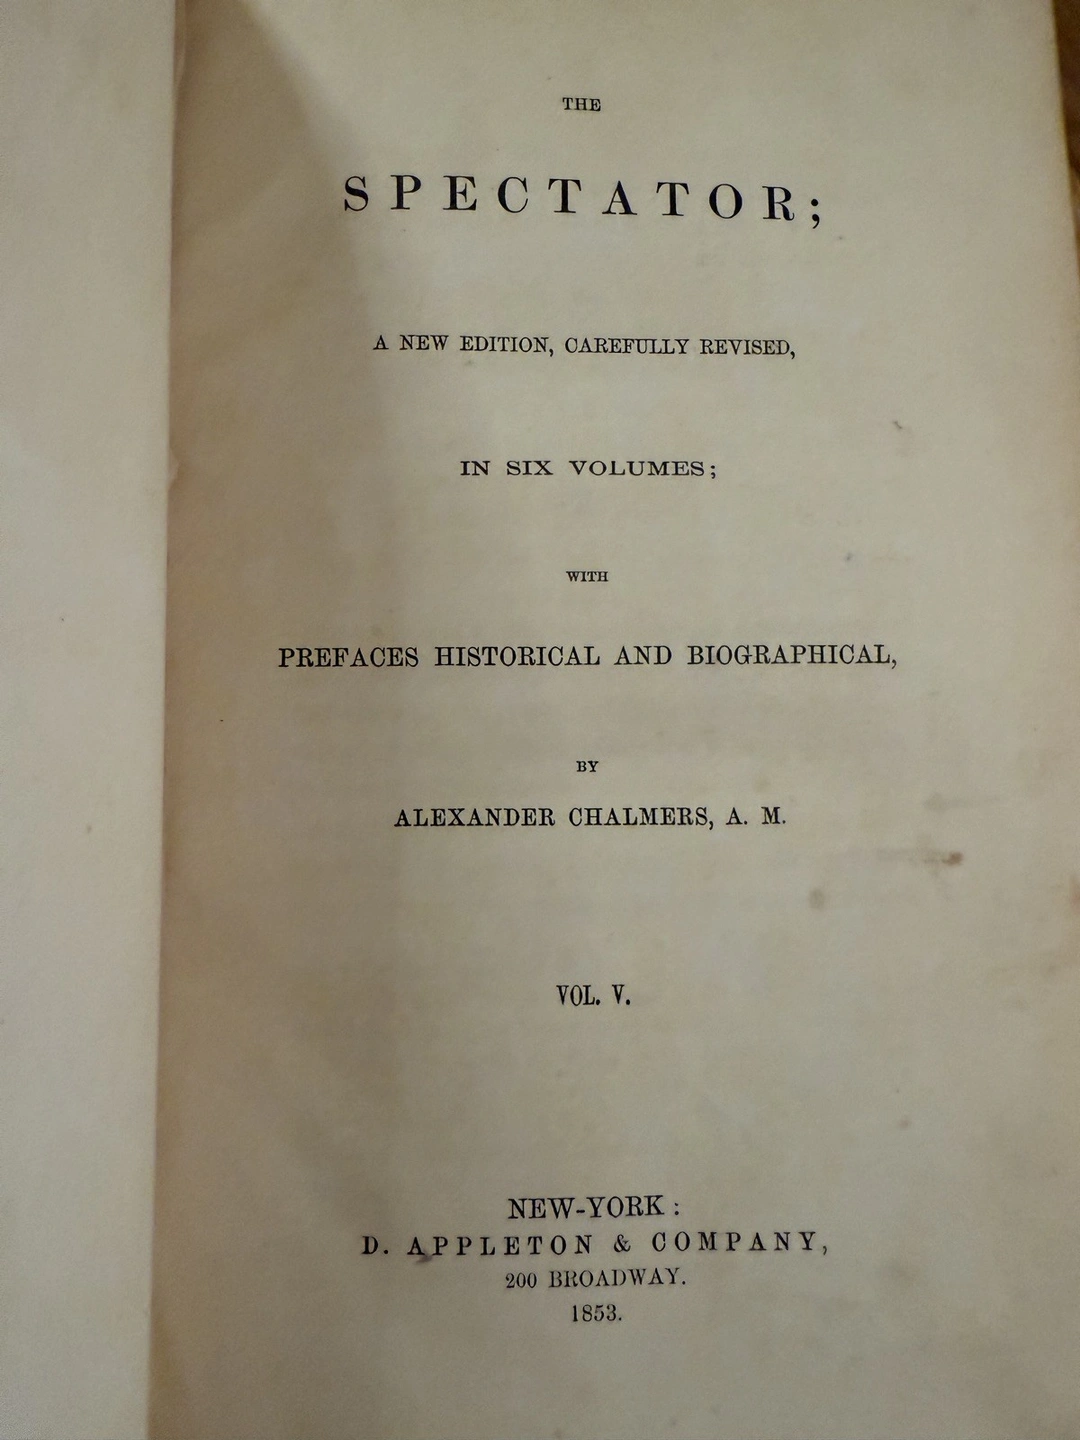 THE
SPECTATOR;
A NEW EDITION, CAREFULLY REVISED,
IN SIX VOLUMES;
WITH
PREFACES HISTORICAL AND BIOGRAPHICAL,
BY
ALEXANDER CHALMERS, A. M.
VOL. V.
NEW-YORK:
D. APPLETON & COMPANY,
200 BROADWAY.
1853.